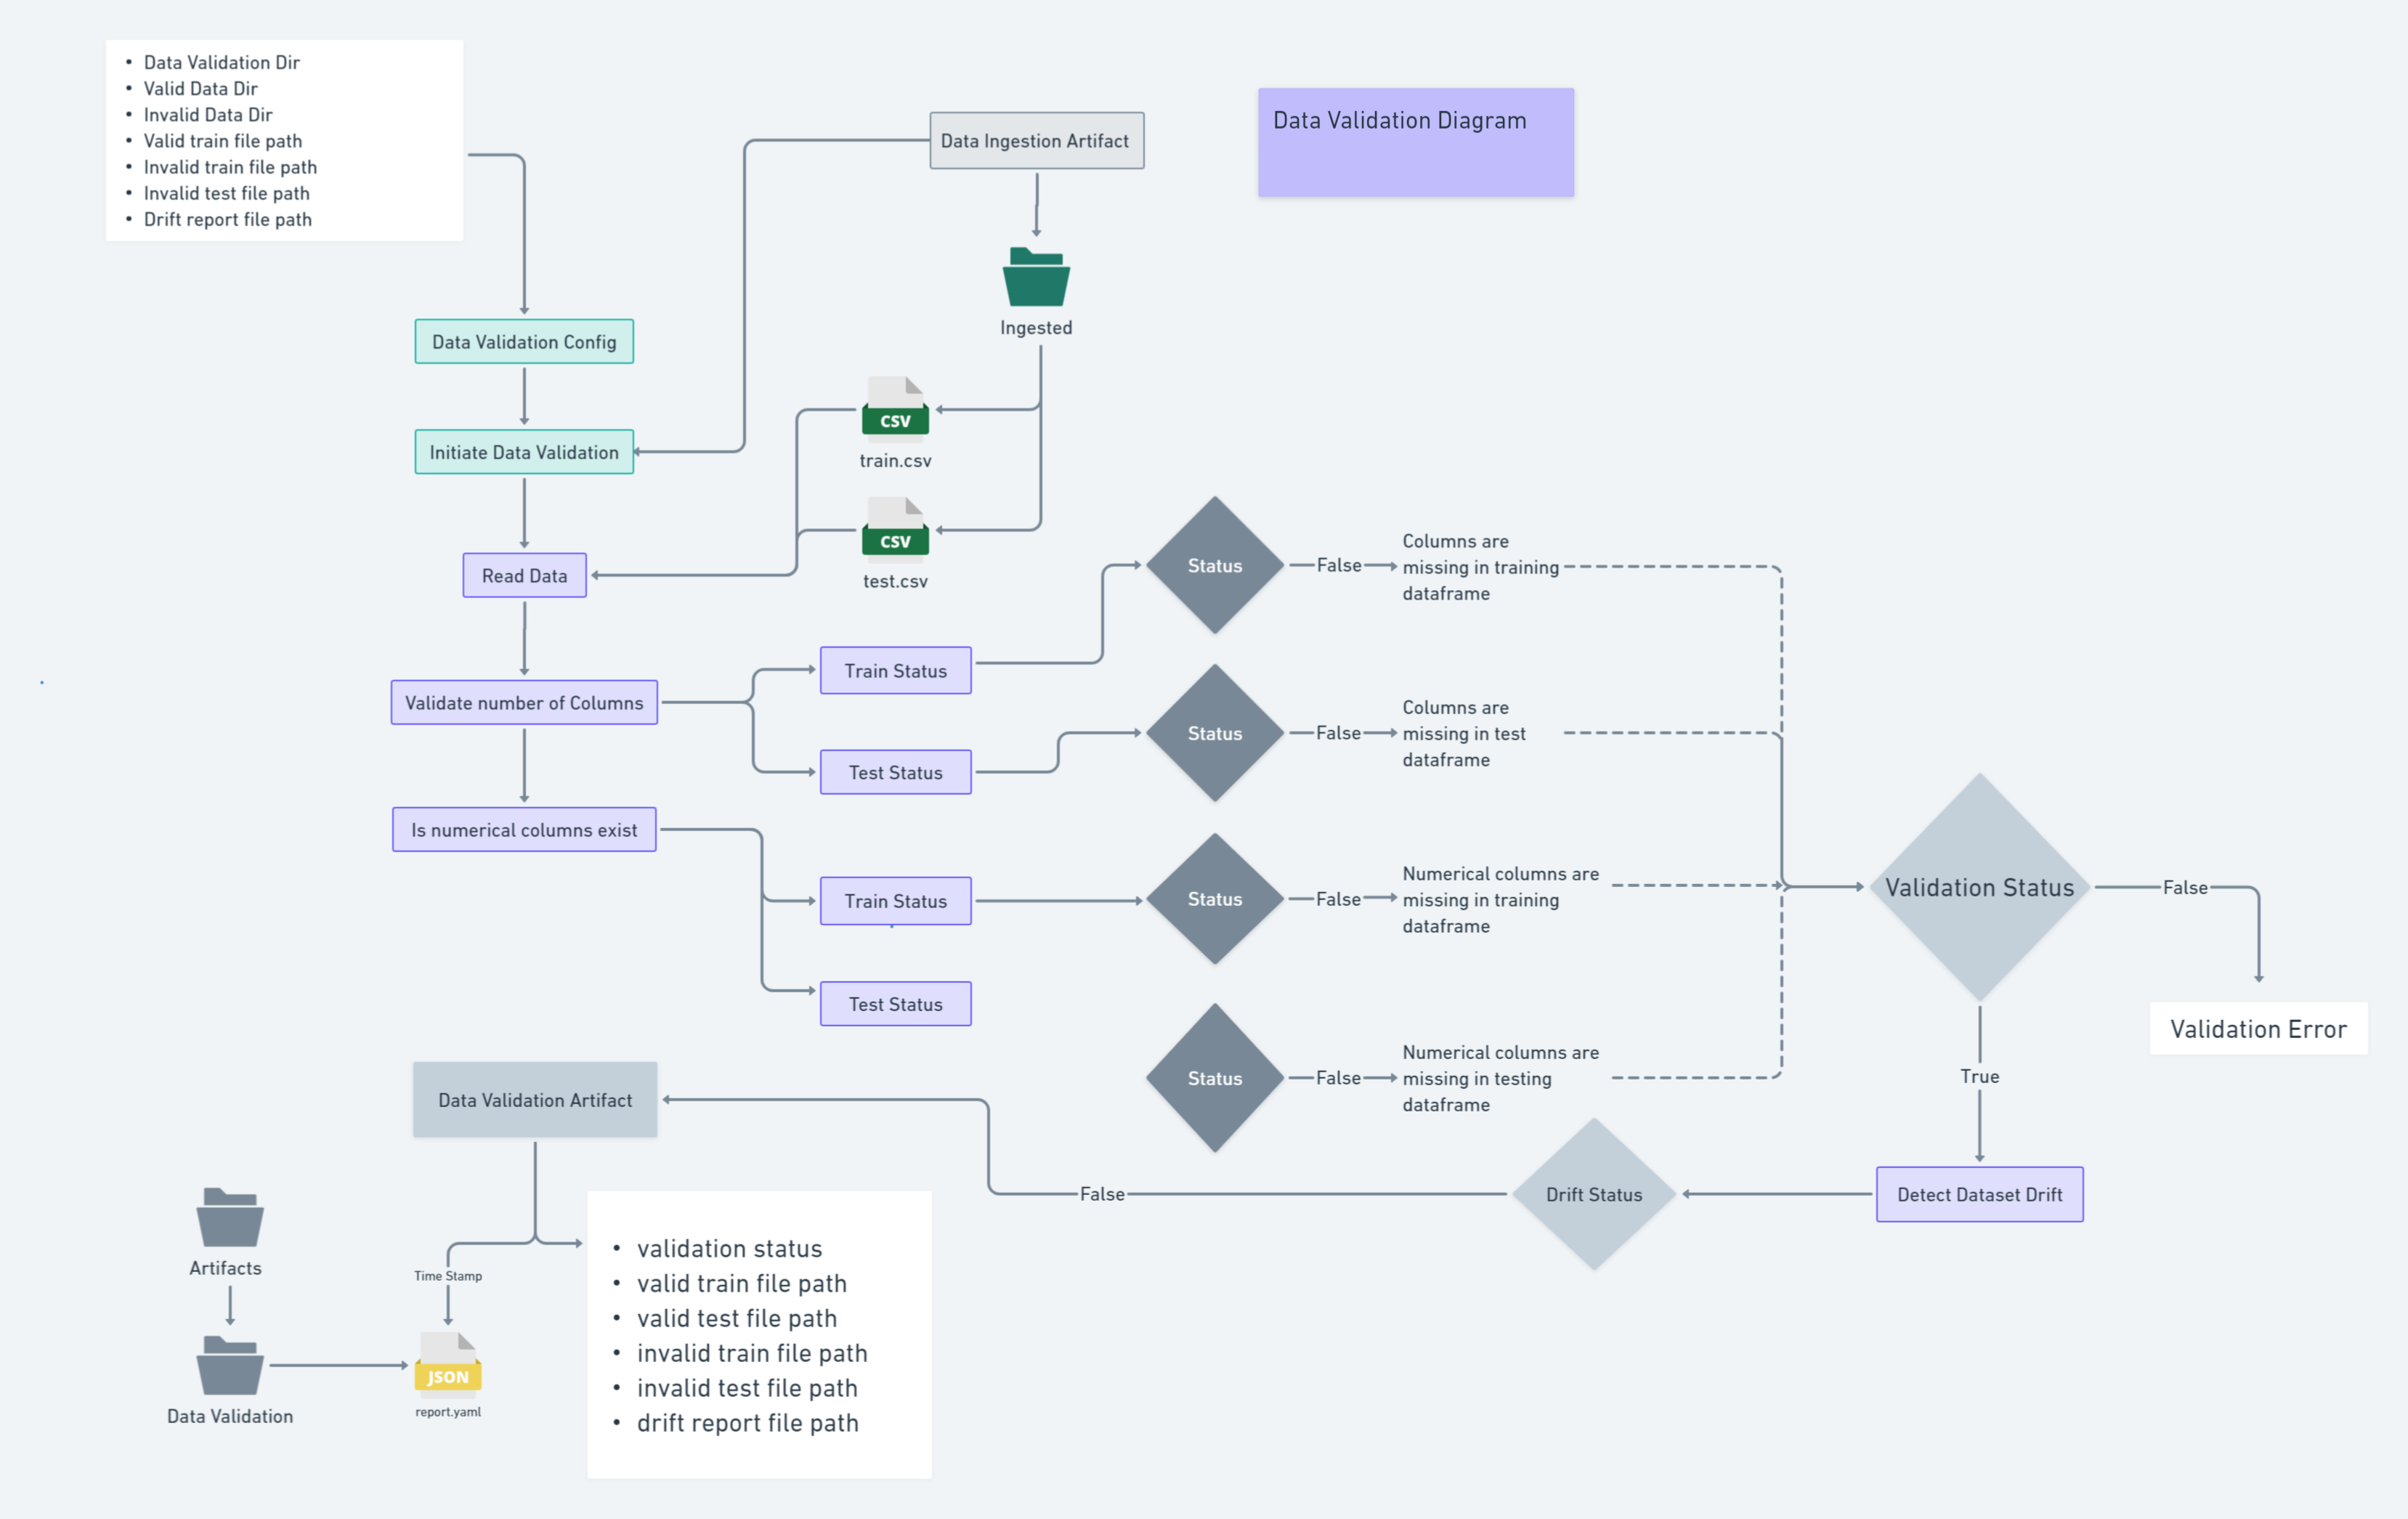 • Data Validation Dir
• Valid Data Dir
• Invalid Data Dir
• Valid train file path
• Invalid train file path
• Invalid test file path
• Drift report file path
Data Ingestion Artifact
Data Validation Diagram
Ingested
Data Validation Config
CSV
train.csv
Initiate Data Validation
CSV
test.csv
Read Data
Status
False
Columns are
missing in training
dataframe
Train Status
Validate number of Columns
Test Status
Status
False
Columns are
missing in test
dataframe
Is numerical columns exist
Train Status
Status
False
Numerical columns are
missing in training
dataframe
Validation Status
False
Validation Error
Test Status
Status
False
Numerical columns are
missing in testing
dataframe
True
Data Validation Artifact
False
Drift Status
Detect Dataset Drift
Artifacts
Time Stamp
Data Validation
JSON
report.yaml
• validation status
• valid train file path
• valid test file path
• invalid train file path
• invalid test file path
• drift report file path